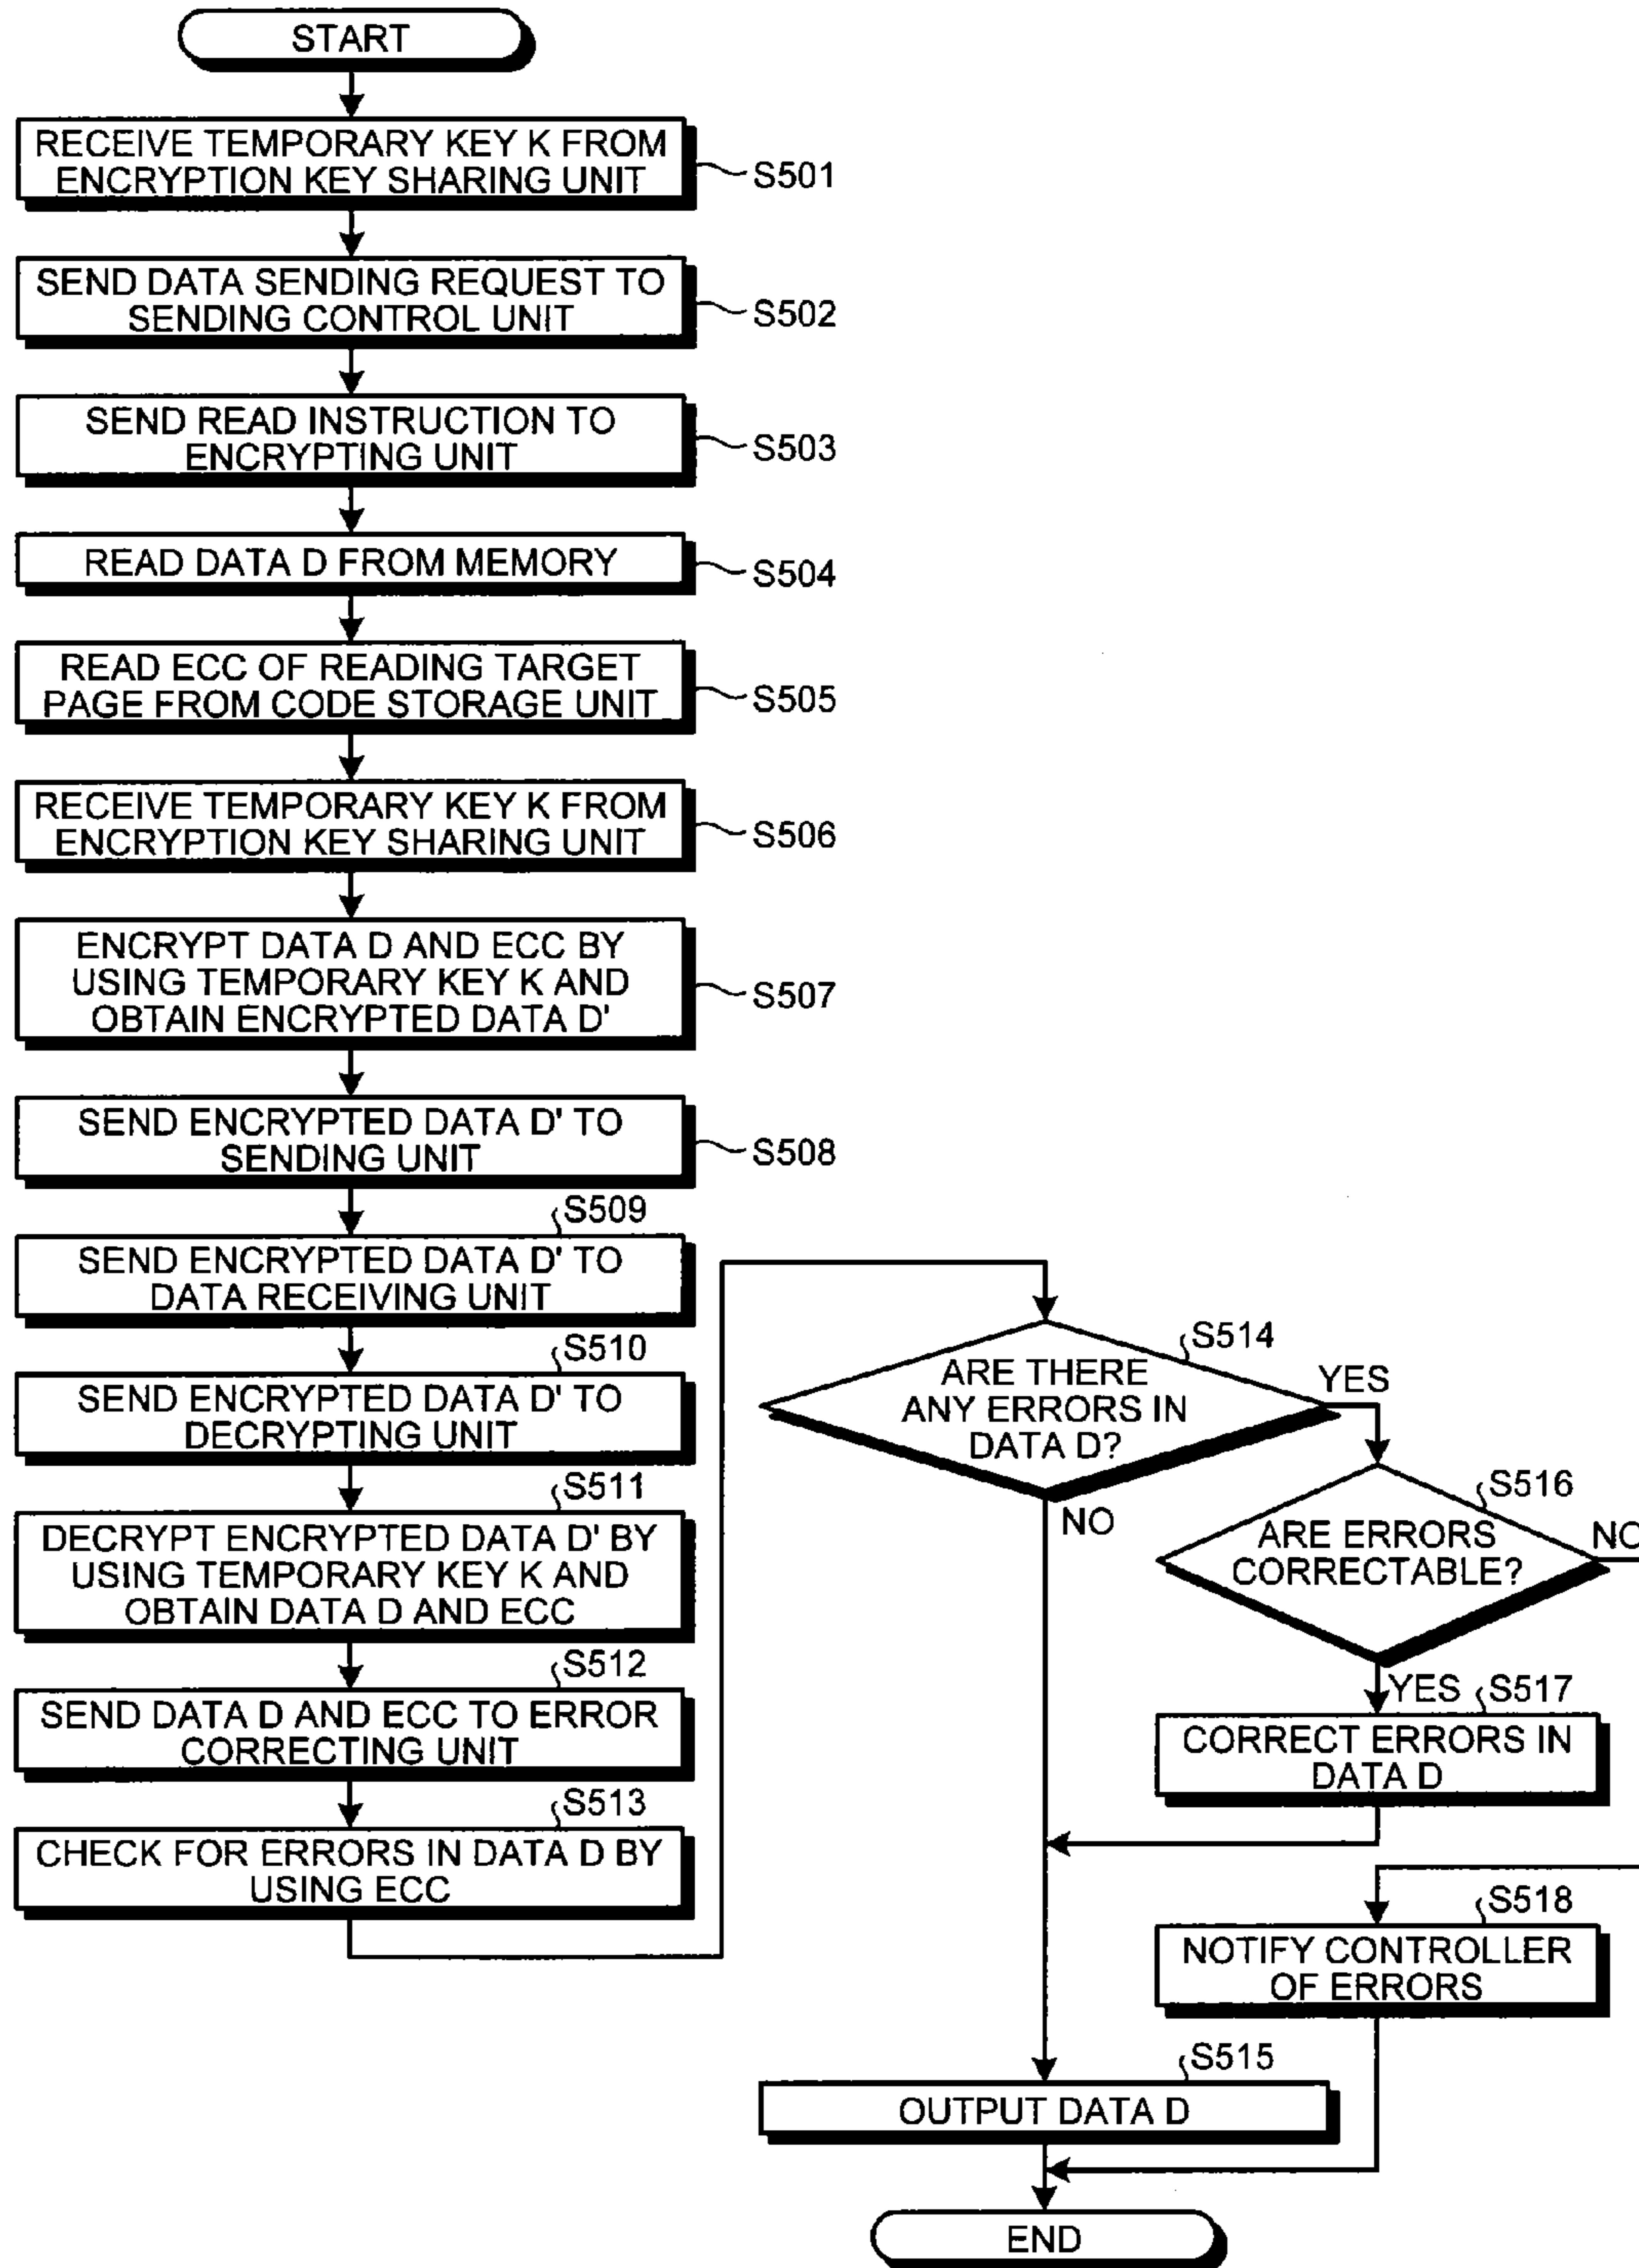 START
RECEIVE TEMPORARY KEY K FROM
ENCRYPTION KEY SHARING UNIT
S501
SEND DATA SENDING REQUEST TO
SENDING CONTROL UNIT
S502
SEND READ INSTRUCTION TO
ENCRYPTING UNIT
S503
READ DATA D FROM MEMORY
S504
READ ECC OF READING TARGET
PAGE FROM CODE STORAGE UNIT
S505
RECEIVE TEMPORARY KEY K FROM
ENCRYPTION KEY SHARING UNIT
S506
ENCRYPT DATA D AND ECC BY
USING TEMPORARY KEY K AND
OBTAIN ENCRYPTED DATA D'
S507
SEND ENCRYPTED DATA D' TO
SENDING UNIT
S508
S509
SEND ENCRYPTED DATA D' TO
DATA RECEIVING UNIT
S510
SEND ENCRYPTED DATA D' TO
DECRYPTING UNIT
S511
DECRYPT ENCRYPTED DATA D' BY
USING TEMPORARY KEY K AND
OBTAIN DATA D AND ECC
S512
SEND DATA D AND ECC TO ERROR
CORRECTING UNIT
S513
CHECK FOR ERRORS IN DATA D BY
USING ECC
S514
ARE THERE
ANY ERRORS IN
DATA D?
YES
NO
S516
ARE ERRORS
CORRECTABLE?
NO
YES
S517
CORRECT ERRORS IN
DATA D
S518
NOTIFY CONTROLLER
OF ERRORS
S515
OUTPUT DATA D
END